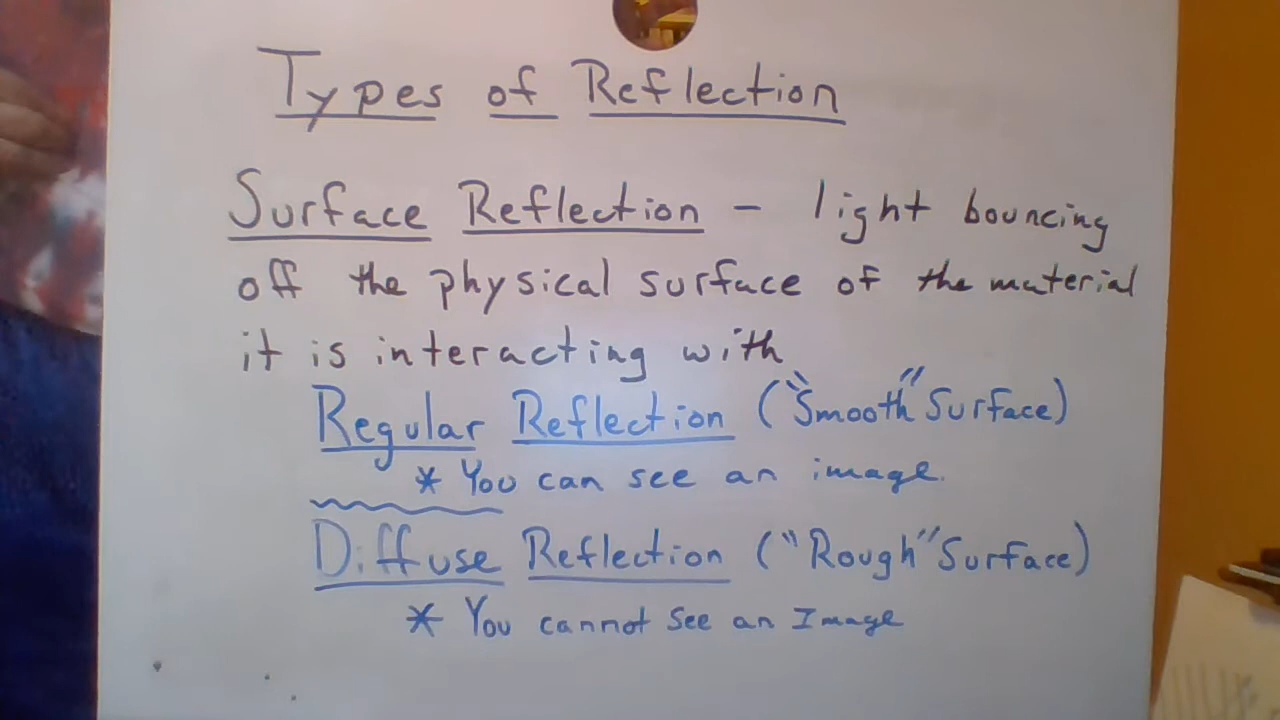 Types of Reflection
Surface Reflection - light bouncing
off the physical surface of the material
it is interacting with
Regular Reflection ("Smooth" Surface)
* You can see an image.
Diffuse Reflection ("Rough" Surface)
* You cannot see an Image